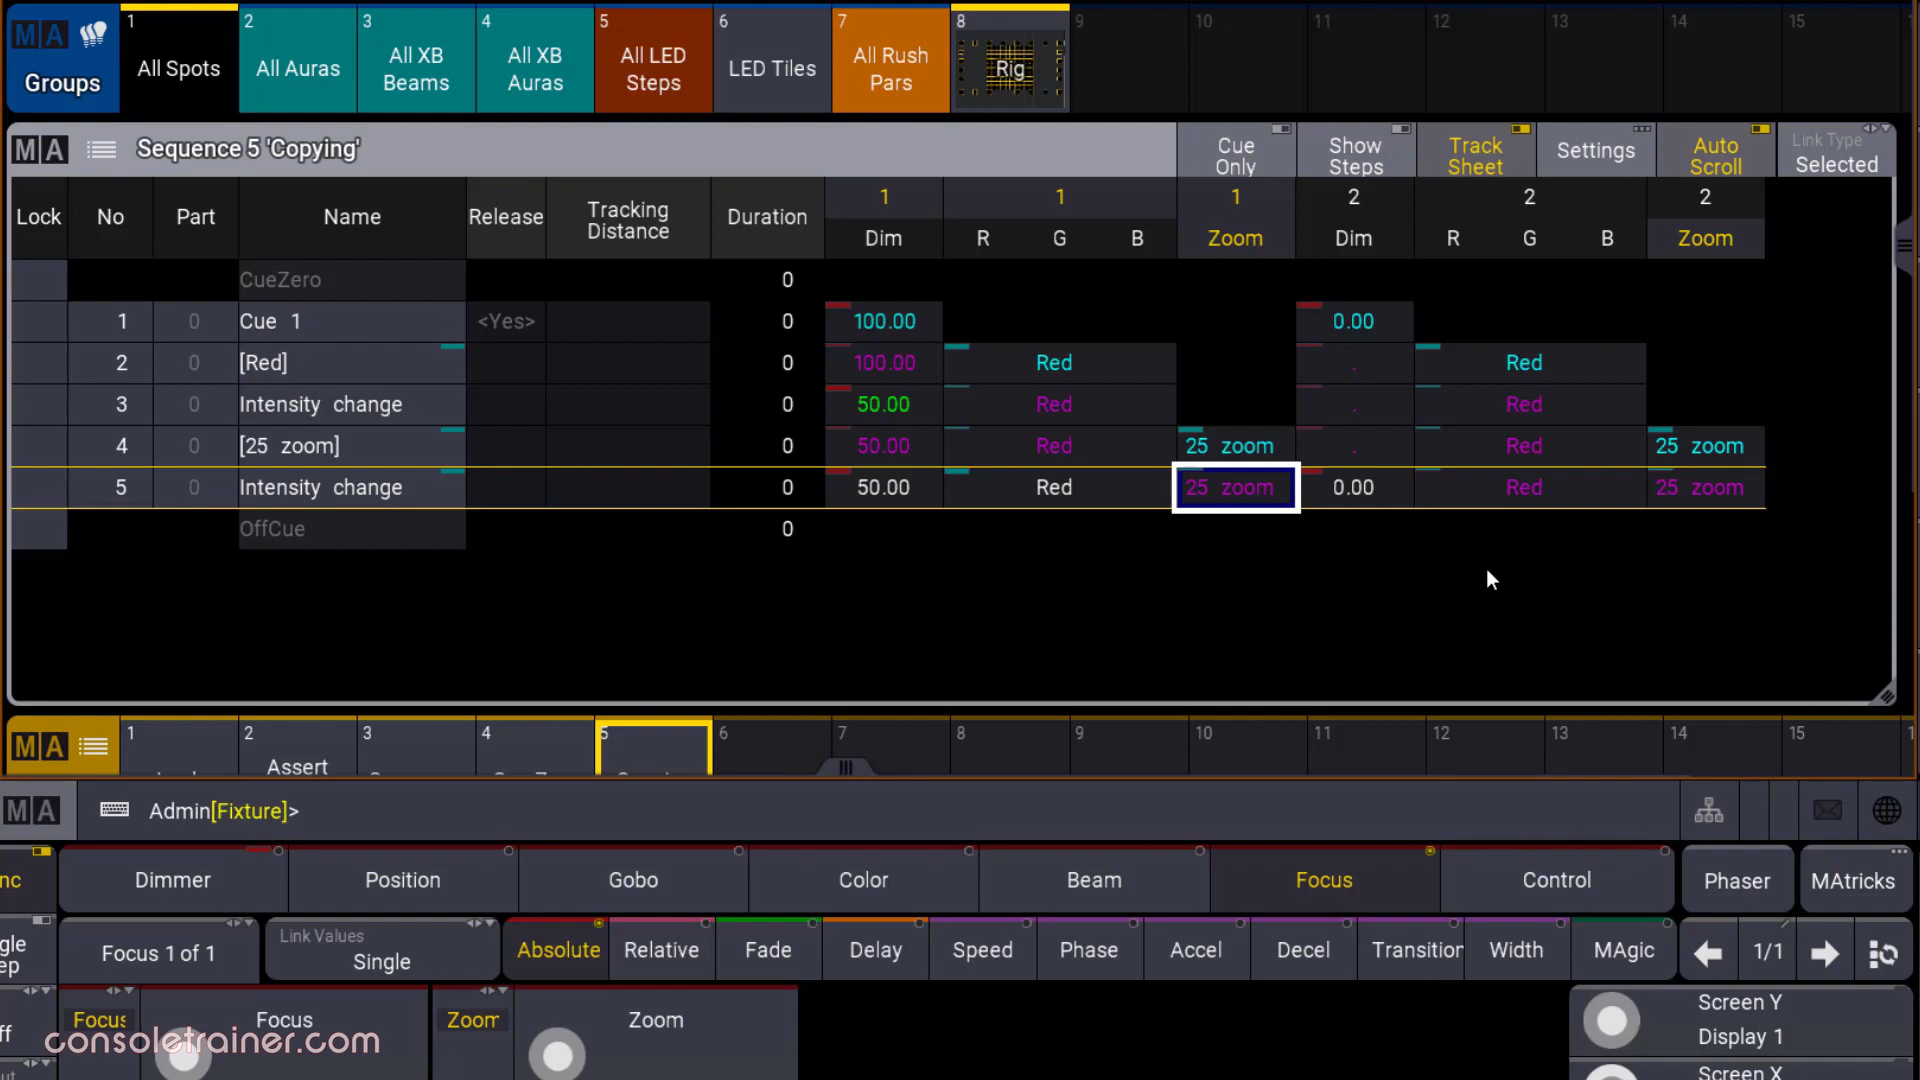 MA
Groups
1
All Spots
2
All Auras
3
All XB
Beams
4
All XB
Auras
5
All LED
Steps
6
LED Tiles
7
All Rush
Pars
8
Rig
9
10
11
12
13
14
15
MA
Sequence 5 'Copying'
Cue
Only
Show
Steps
Track
Sheet
Settings
Auto
Scroll
Link Type
Selected
Lock No Part Name Release Tracking Distance Duration
1 1 1 2 2 2
Dim R G B Zoom Dim R G B Zoom
CueZero 0
1 0 Cue 1 <Yes> 0 100.00 0.00
2 0 [Red] 0 100.00 Red . Red
3 0 Intensity change 0 50.00 Red . Red
4 0 [25 zoom] 0 50.00 Red 25 zoom . Red 25 zoom
5 0 Intensity change 0 50.00 Red 25 zoom 0.00 Red 25 zoom
OffCue 0
MA
1
2
Assert
3
4
5
6
7
8
9
10
11
12
13
14
15
MA
Admin[Fixture]>
nc
Dimmer
Position
Gobo
Color
Beam
Focus
Control
Phaser
MAtricks
gle
ep
Focus 1 of 1
Link Values
Single
Absolute
Relative
Fade
Delay
Speed
Phase
Accel
Decel
Transition
Width
MAgic
1/1
ff
Focus
Focus
Zoom
Zoom
Screen Y
Display 1
Screen X
consoletrainer.com